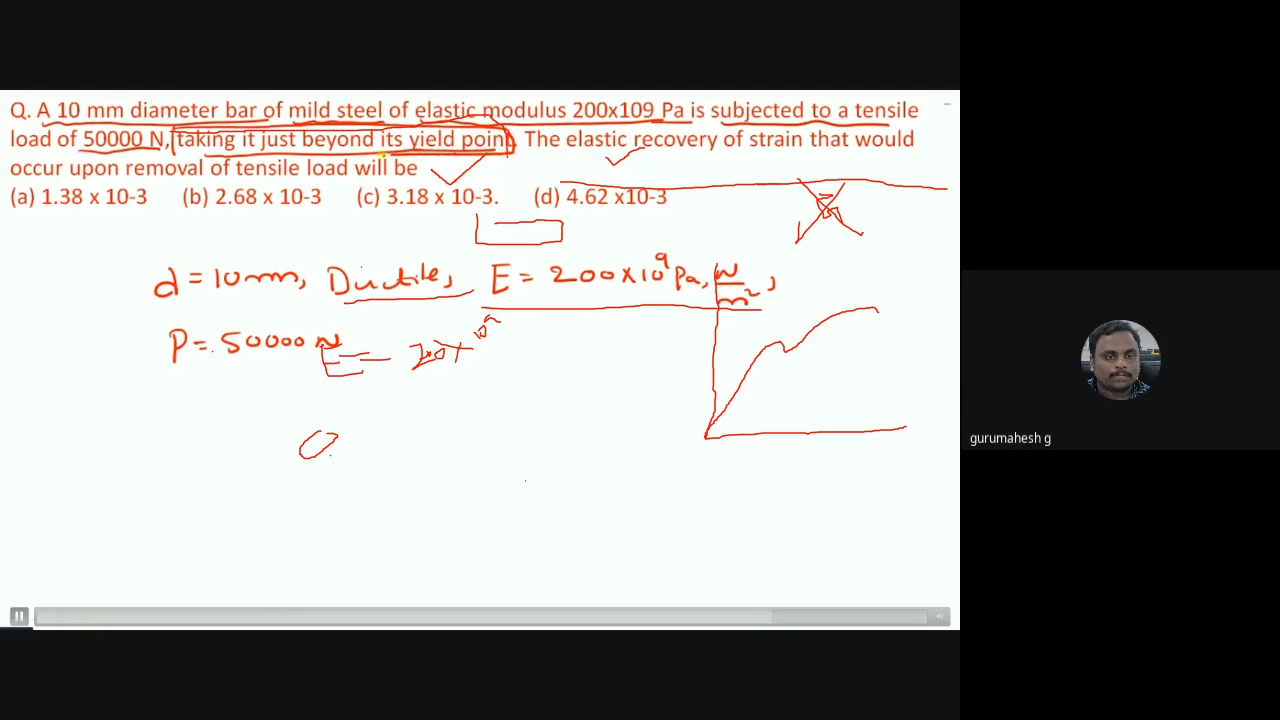 Q. A 10 mm diameter bar of mild steel of elastic modulus 200x109 Pa is subjected to a tensile
load of 50000 N, taking it just beyond its yield point. The elastic recovery of strain that would
occur upon removal of tensile load will be
(a) 1.38 x 10-3 (b) 2.68 x 10-3 (c) 3.18 x 10-3. (d) 4.62 x10-3
d = 10mm, Ductile, E = 200×10⁹ Pa, N/m²,
P = 50000 N
E = 200×10⁹
gurumahesh g